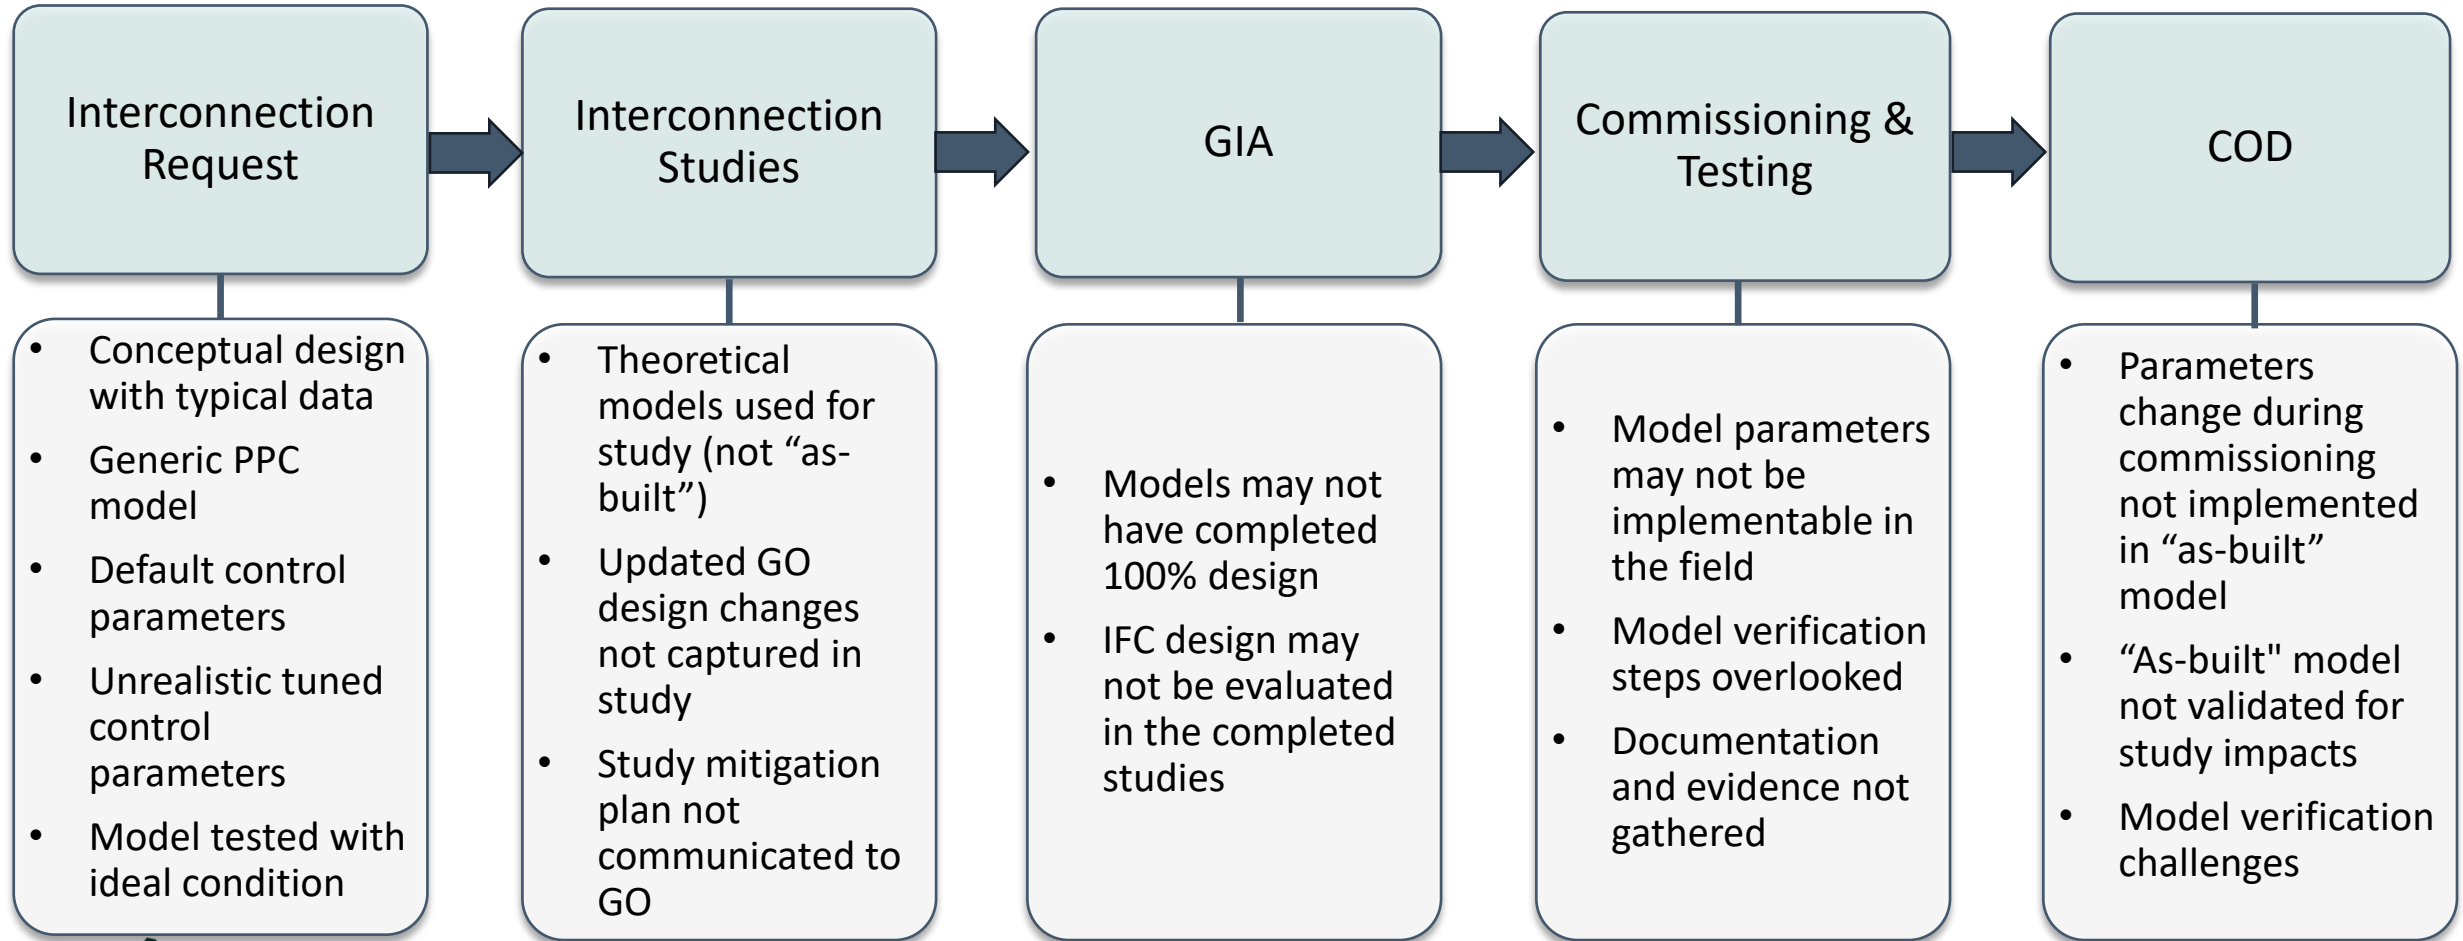 Interconnection
Request
Interconnection
Studies
GIA
Commissioning &
Testing
COD
• Conceptual design
with typical data
• Generic PPC
model
• Default control
parameters
• Unrealistic tuned
control
parameters
• Model tested with
ideal condition
• Theoretical
models used for
study (not “as-
built”)
• Updated GO
design changes
not captured in
study
• Study mitigation
plan not
communicated to
GO
• Models may not
have completed
100% design
• IFC design may
not be evaluated
in the completed
studies
• Model parameters
may not be
implementable in
the field
• Model verification
steps overlooked
• Documentation
and evidence not
gathered
• Parameters
change during
commissioning
not implemented
in “as-built”
model
• “As-built" model
not validated for
study impacts
• Model verification
challenges